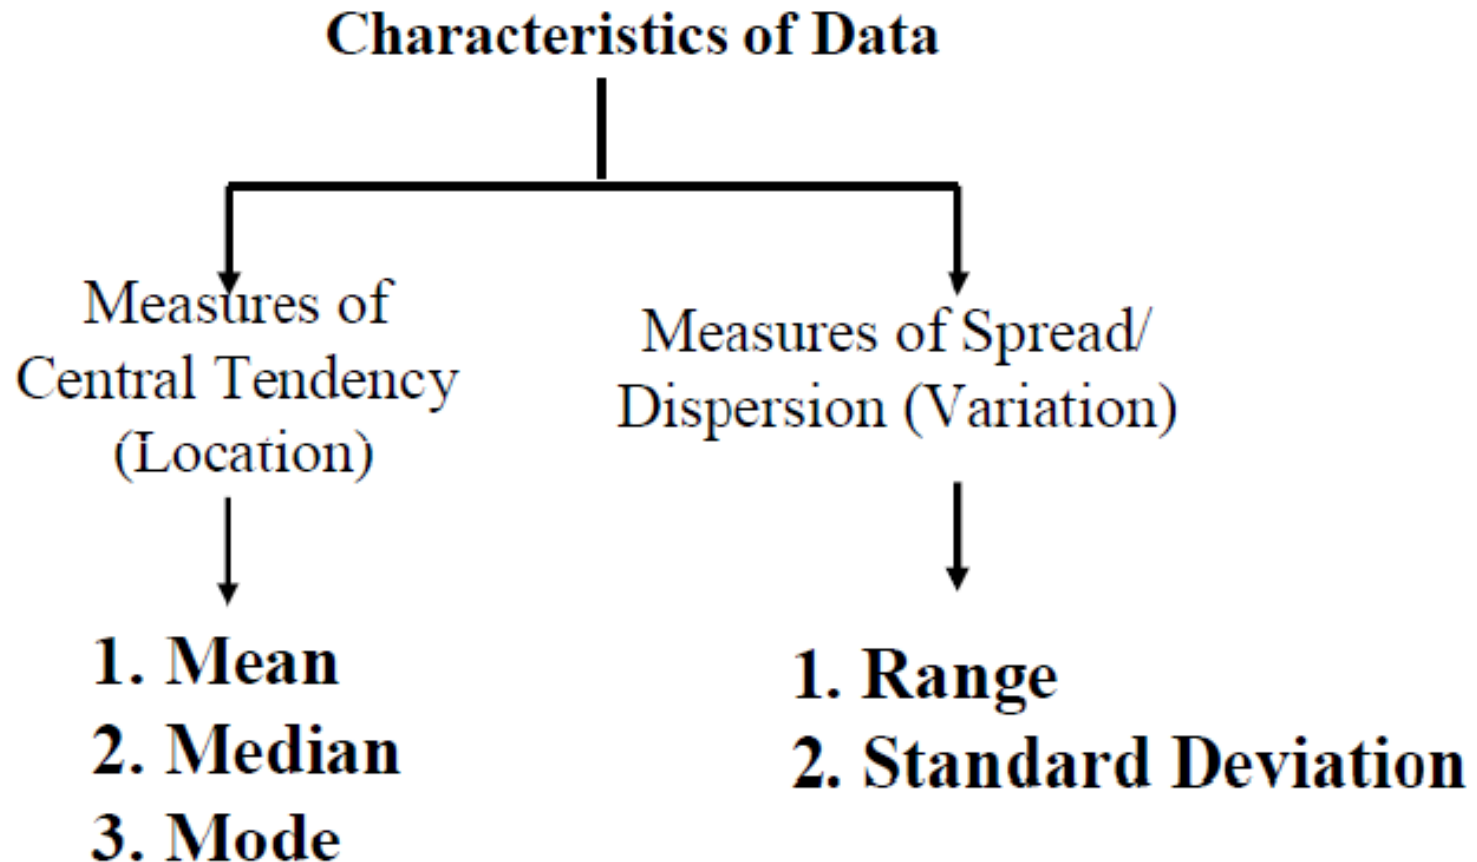 Characteristics of Data
Measures of
Central Tendency
(Location)
Measures of Spread/
Dispersion (Variation)
1. Mean
2. Median
3. Mode
1. Range
2. Standard Deviation